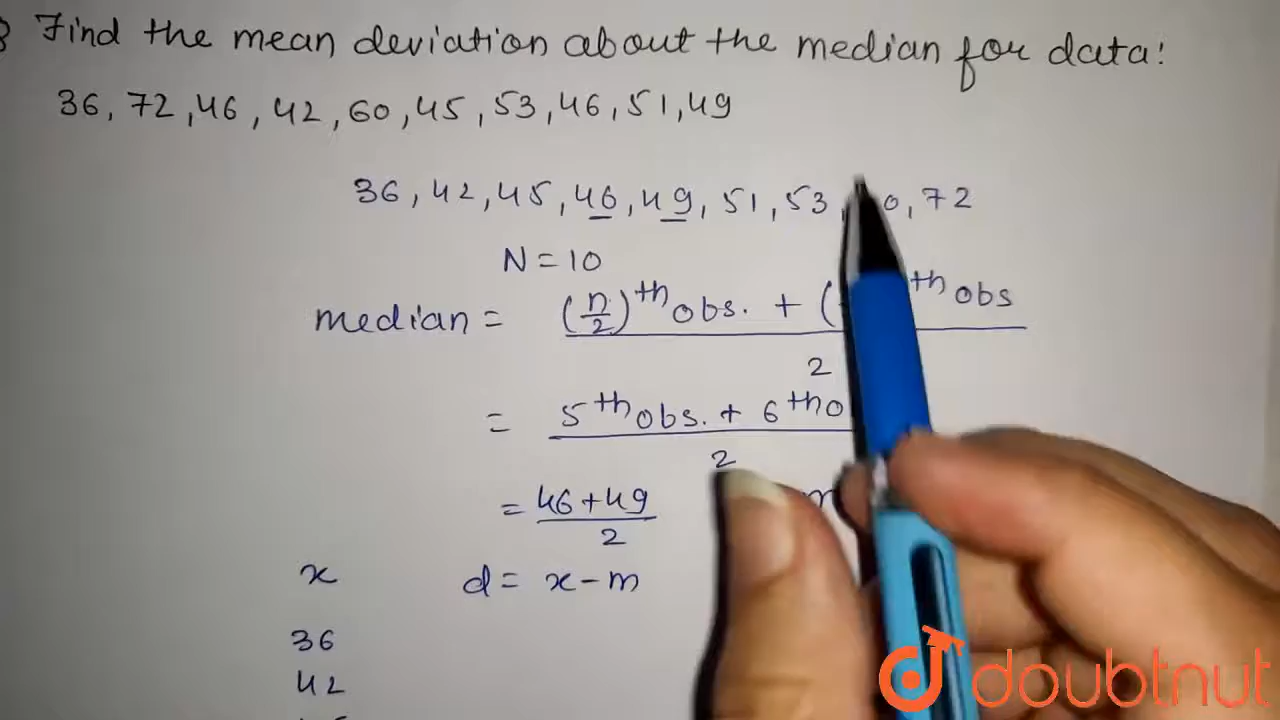 Find the mean deviation about the median for data:
36, 72, 46, 42, 60, 45, 53, 46, 51, 49
36, 42, 45, 46, 49, 51, 53, 0, 72
N = 10
median = (n/2)th obs. + ( th obs
2
= 5th obs. + 6th o
2
= 46+49 m
2
x d = x - m
36
42
doubtnut